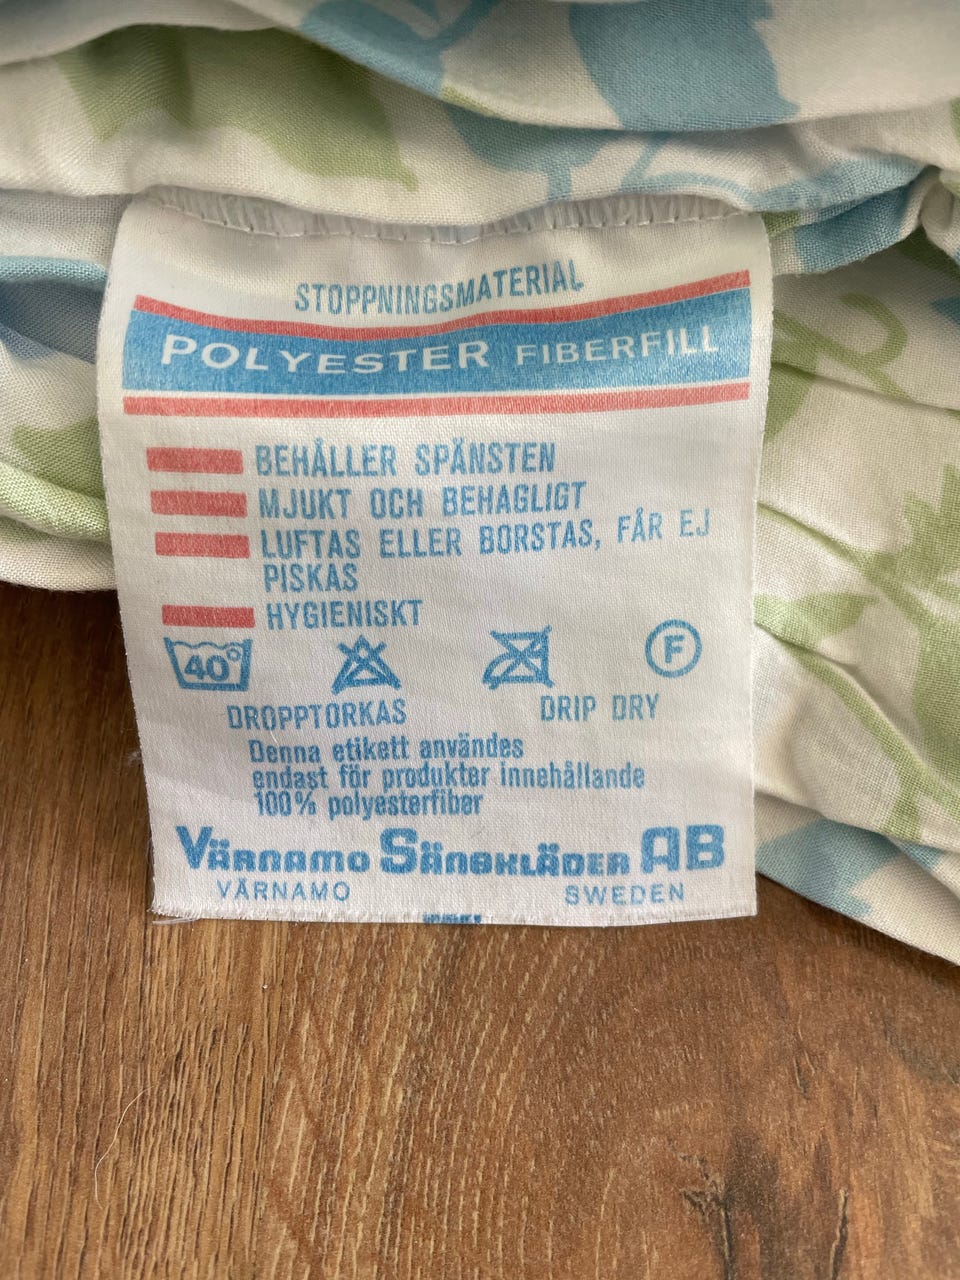 STOPPNINGSMATERIAL
POLYESTER FIBERFILL
BEHÅLLER SPÄNSTEN
MJUKT OCH BEHAGLIGT
LUFTAS ELLER BORSTAS, FÅR EJ
PISKAS
HYGIENISKT
40° F
DROPPTORKAS DRIP DRY
Denna etikett användes
endast för produkter innehållande
100% polyesterfiber
VÄRNAMO SÄNGKLÄDER AB
VÄRNAMO SWEDEN